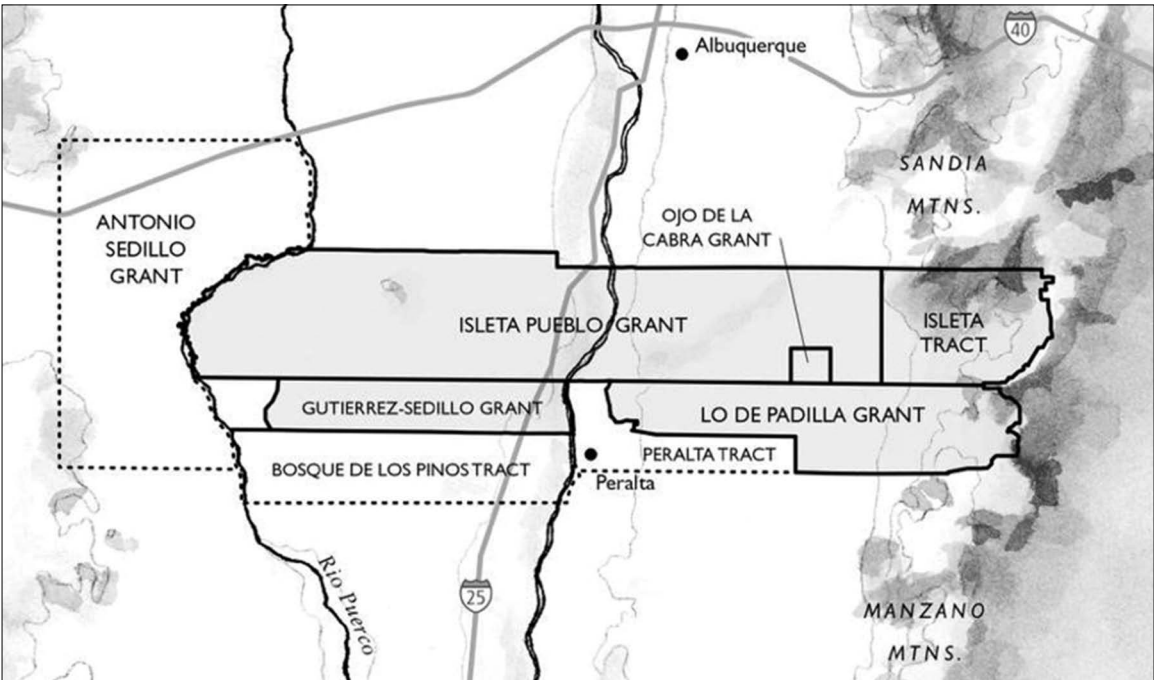 40
Albuquerque
SANDIA
MTNS.
ANTONIO
SEDILLO
GRANT
OJO DE LA
CABRA GRANT
ISLETA PUEBLO GRANT
ISLETA
TRACT
GUTIERREZ-SEDILLO GRANT
LO DE PADILLA GRANT
BOSQUE DE LOS PINOS TRACT
PERALTA TRACT
Peralta
Rio Puerco
25
MANZANO
MTNS.